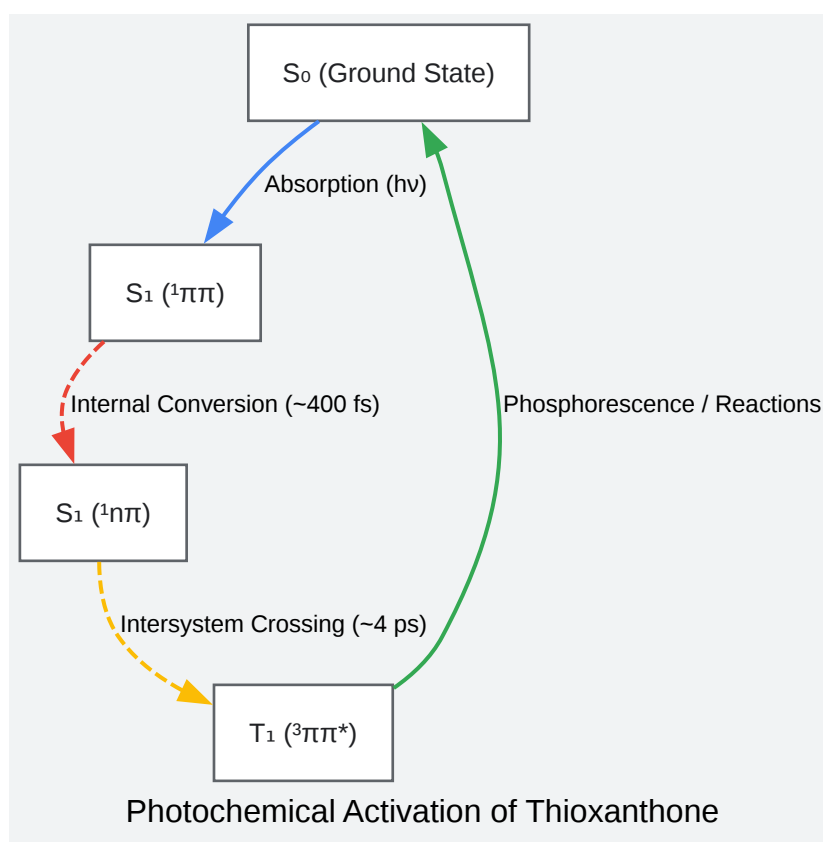 S₀ (Ground State)
Absorption (hν)
S₁ (¹ππ)
Internal Conversion (~400 fs)
Phosphorescence / Reactions
S₁ (¹nπ)
Intersystem Crossing (~4 ps)
T₁ (³ππ*)
Photochemical Activation of Thioxanthone